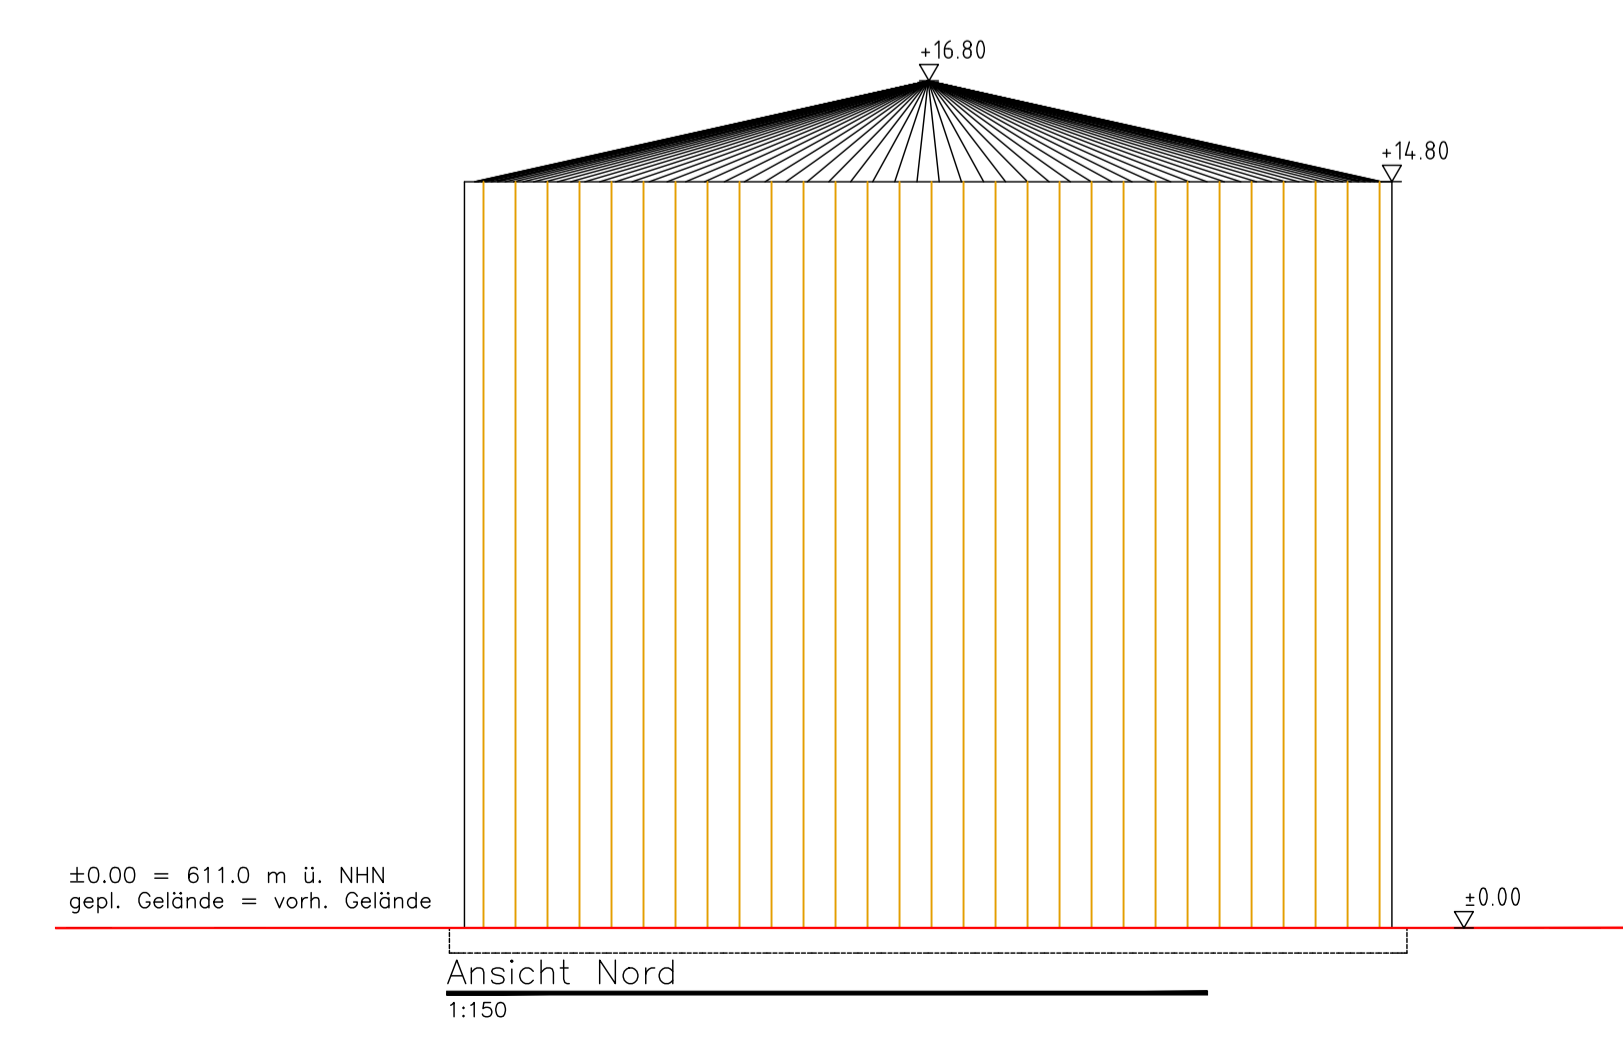 +16.80
+14.80
±0.00 = 611.0 m ü. NHN
gepl. Gelände = vorh. Gelände
±0.00
Ansicht Nord
1:150